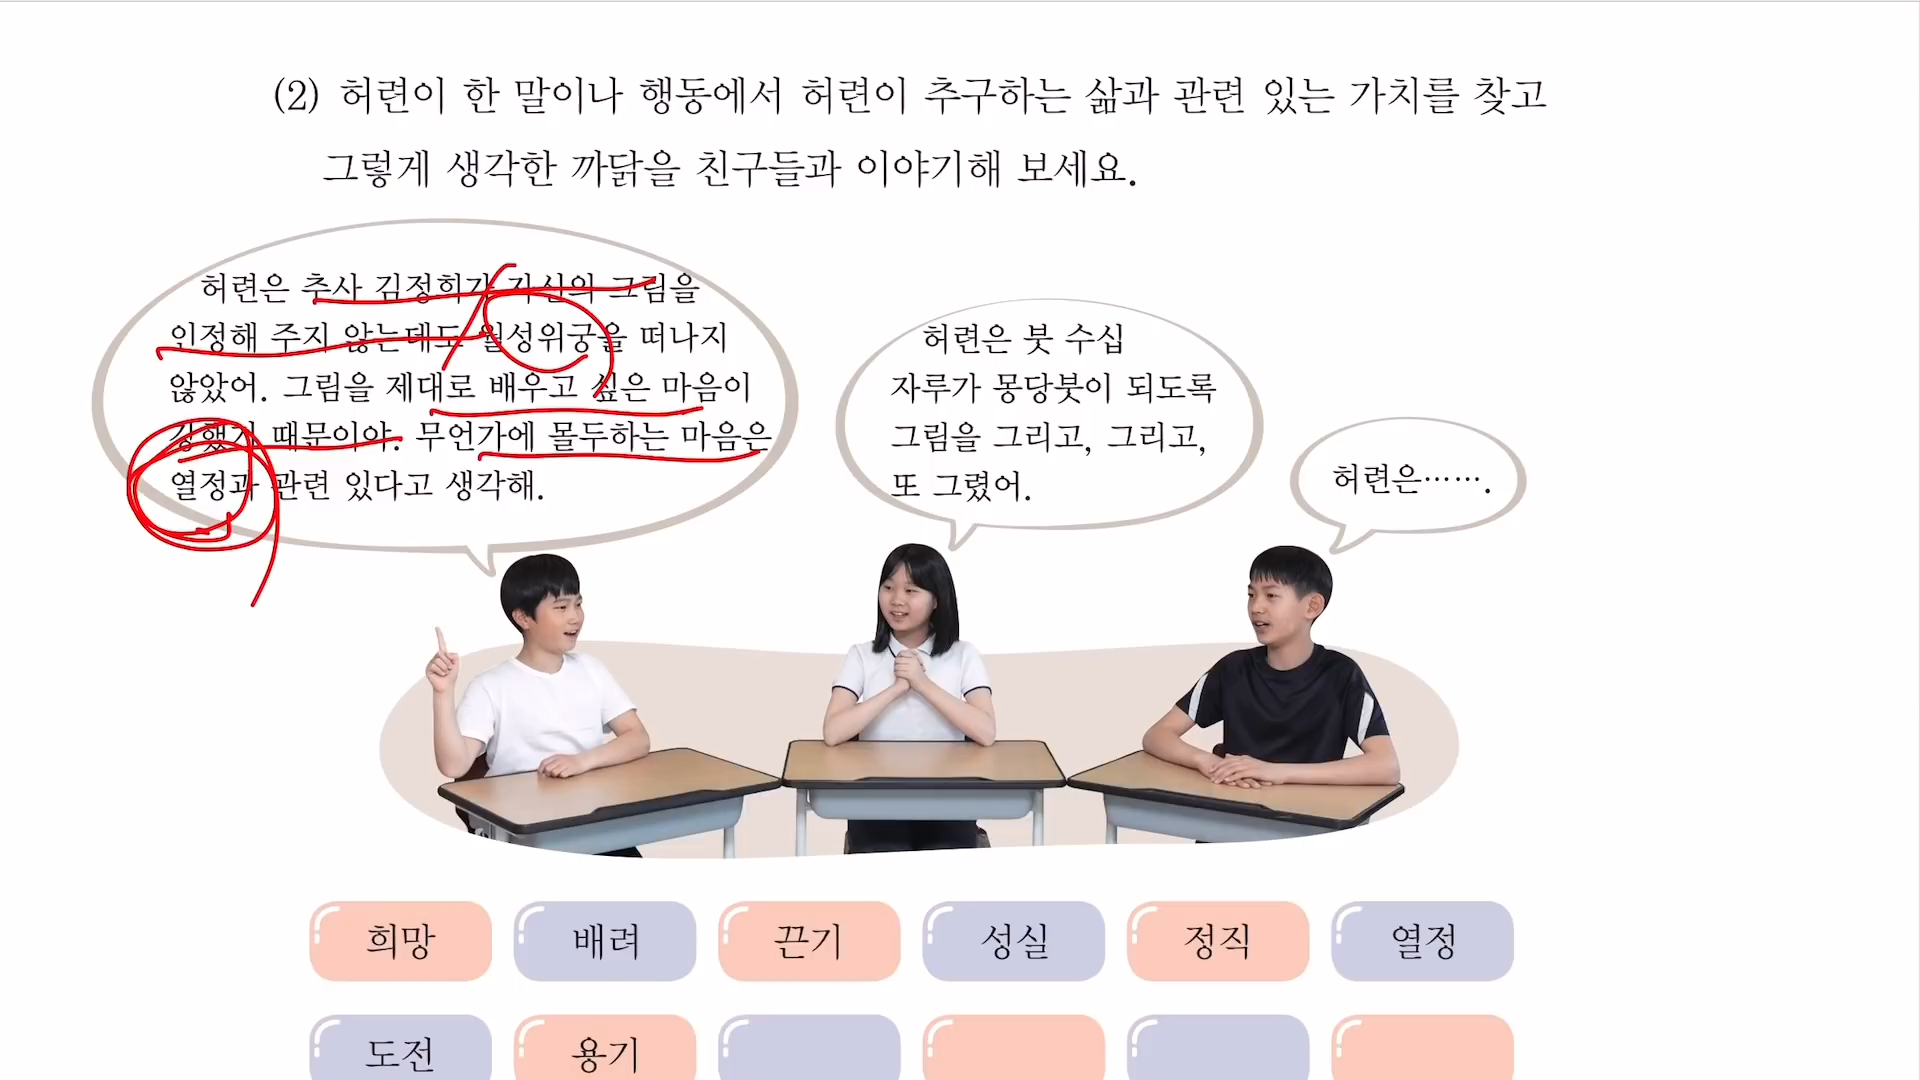 (2) 허련이 한 말이나 행동에서 허련이 추구하는 삶과 관련 있는 가치를 찾고
그렇게 생각한 까닭을 친구들과 이야기해 보세요.
허련은 추사 김정희가 자신의 그림을
인정해 주지 않는데도 월성위궁을 떠나지
않았어. 그림을 제대로 배우고 싶은 마음이
강했기 때문이야. 무언가에 몰두하는 마음은
열정과 관련 있다고 생각해.
허련은 붓 수십
자루가 몽당붓이 되도록
그림을 그리고, 그리고,
또 그렸어.
허련은…….
희망 배려 끈기 성실 정직 열정
도전 용기